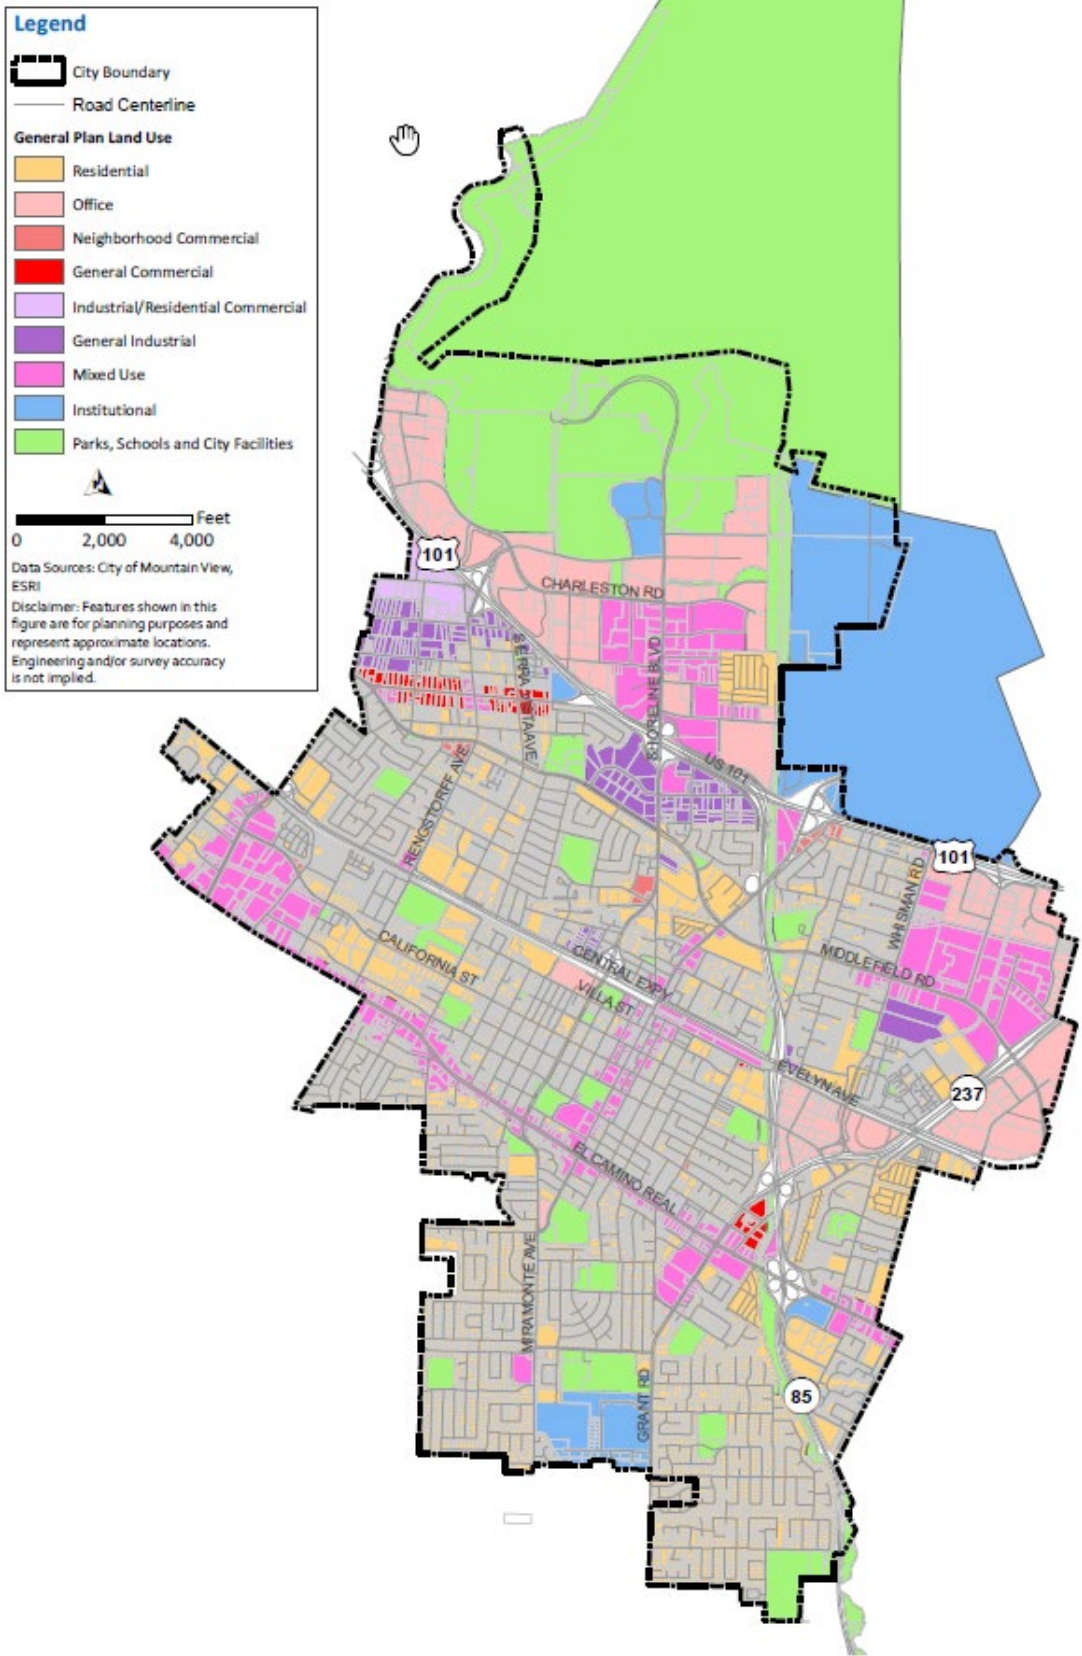 Legend
City Boundary
Road Centerline
General Plan Land Use
Residential
Office
Neighborhood Commercial
General Commercial
Industrial/Residential Commercial
General Industrial
Mixed Use
Institutional
Parks, Schools and City Facilities
N
Feet
0 2,000 4,000
Data Sources: City of Mountain View,
ESRI
Disclaimer: Features shown in this
figure are for planning purposes and
represent approximate locations.
Engineering and/or survey accuracy
is not implied.
101
CHARLESTON RD
SHORELINE BLVD
US 101
RENGSTORFF AVE
101
WHISMAN RD
MIDDLEFIELD RD
CALIFORNIA ST
CENTRAL EXPY
VILLA ST
EVELYN AVE
237
EL CAMINO REAL
MIRAMONTE AVE
GRANT RD
85